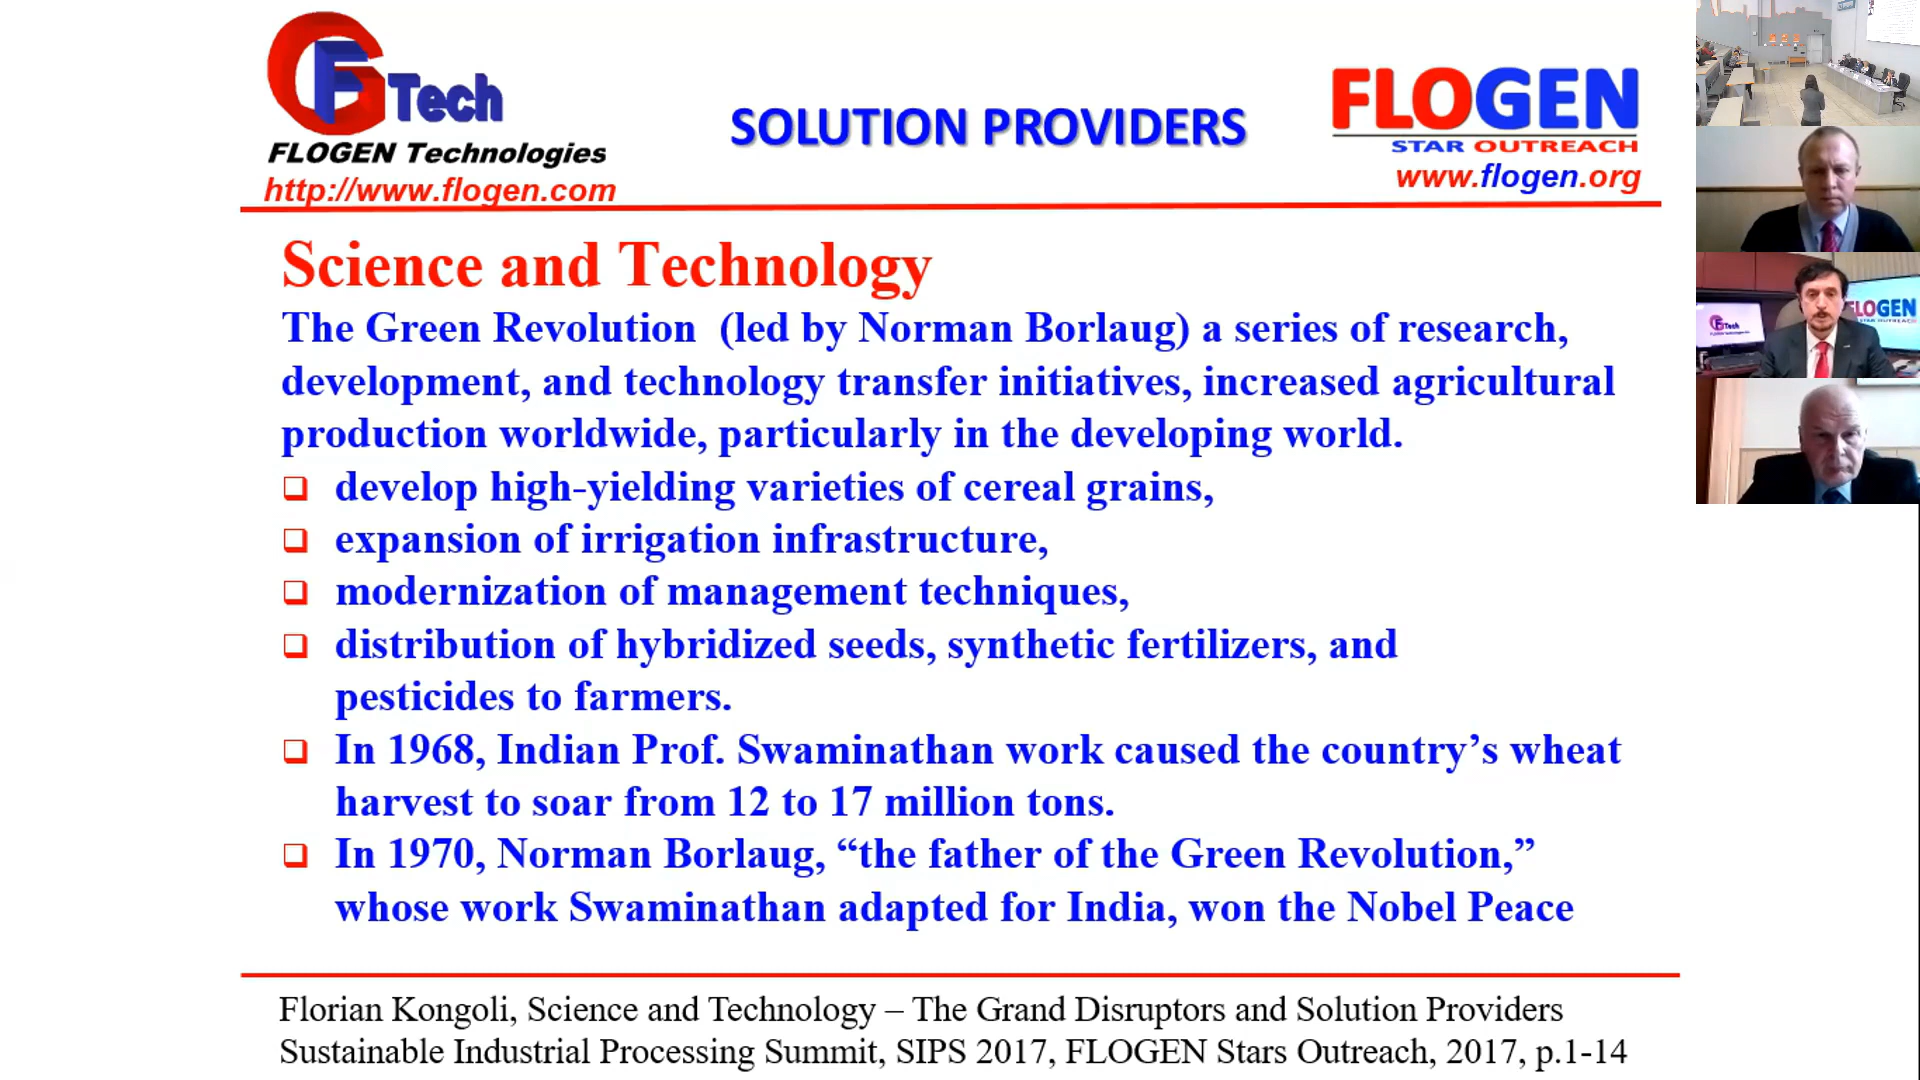 GF Tech
FLOGEN Technologies
http://www.flogen.com
SOLUTION PROVIDERS
FLOGEN
STAR OUTREACH
www.flogen.org
Science and Technology
The Green Revolution (led by Norman Borlaug) a series of research,
development, and technology transfer initiatives, increased agricultural
production worldwide, particularly in the developing world.
develop high-yielding varieties of cereal grains,
expansion of irrigation infrastructure,
modernization of management techniques,
distribution of hybridized seeds, synthetic fertilizers, and
pesticides to farmers.
In 1968, Indian Prof. Swaminathan work caused the country’s wheat
harvest to soar from 12 to 17 million tons.
In 1970, Norman Borlaug, “the father of the Green Revolution,”
whose work Swaminathan adapted for India, won the Nobel Peace
Florian Kongoli, Science and Technology – The Grand Disruptors and Solution Providers
Sustainable Industrial Processing Summit, SIPS 2017, FLOGEN Stars Outreach, 2017, p.1-14
GF Tech
FLOGEN
STAR OUTREACH